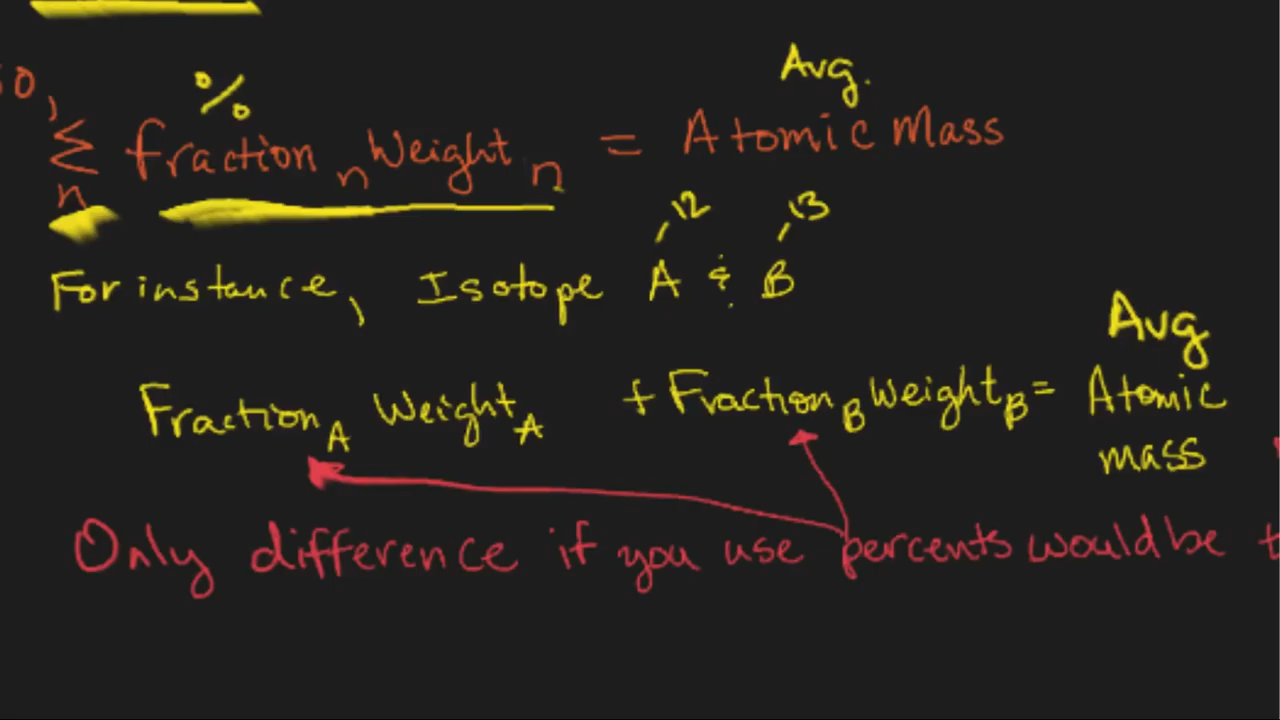 %
Avg.
so,
Σ n fraction n Weight n = Atomic Mass
12 13
For instance, Isotope A & B
Avg
Fraction A Weight A + Fraction B Weight B = Atomic
mass
Only difference if you use percents would be t